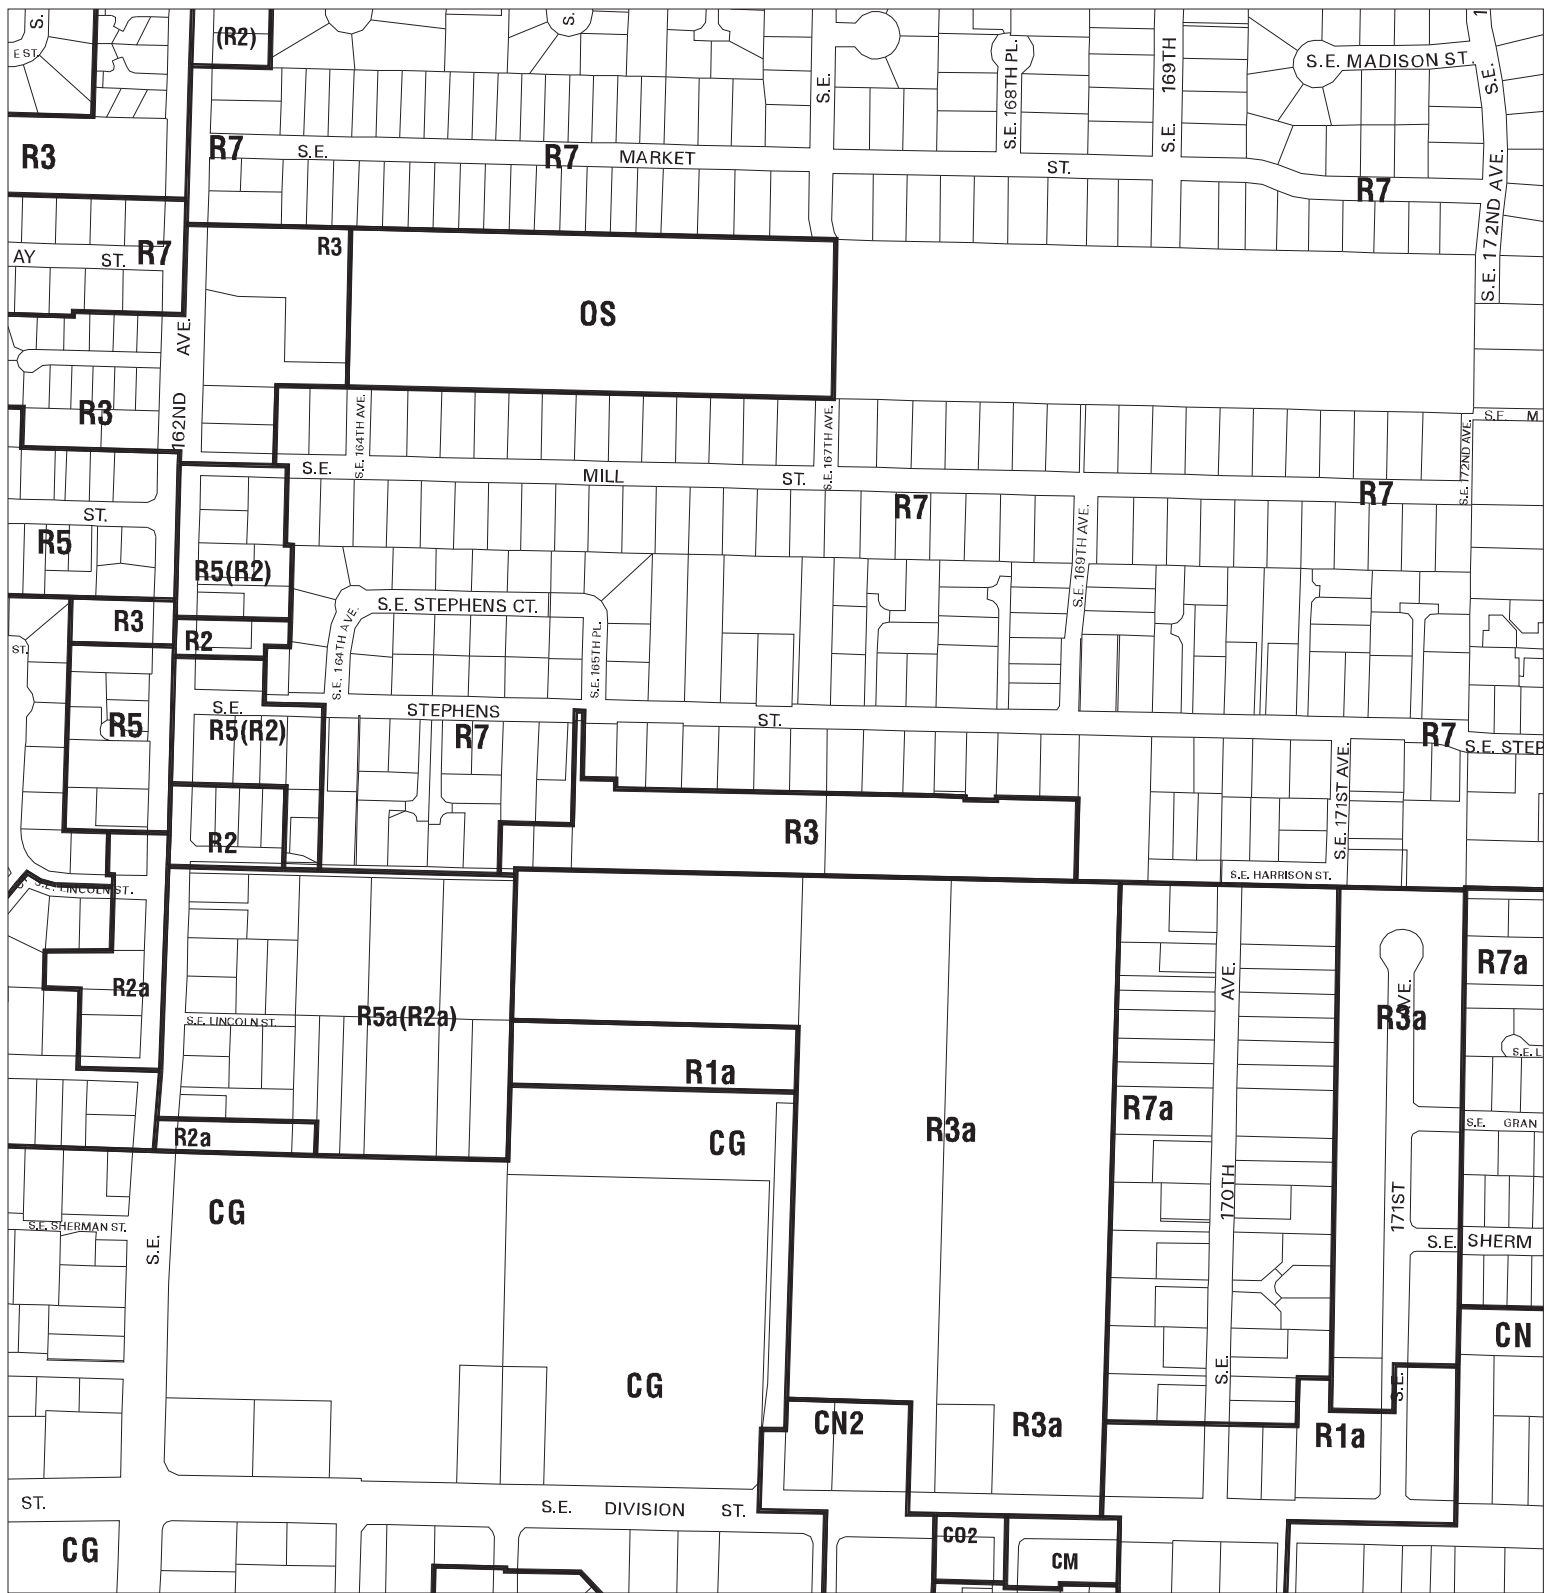 S.
S.
1
(R2)
E ST.
S.E.
S.E. 168TH PL.
S.E. 169TH
S.E. MADISON ST.
S.E.
R3
R7
S.E.
R7
MARKET
ST.
R7
S.E. 172ND AVE.
AY
ST.
R7
R3
OS
162ND AVE.
R3
S.E. 164TH AVE.
S.E. 167TH AVE.
S.E. 172ND AVE.
S.E. M
S.E.
MILL
ST.
R7
R7
ST.
R5
R5(R2)
S.E. 169TH AVE.
S.E. STEPHENS CT.
R3
R2
ST.
S.E. 164TH AVE.
S.E. 165TH PL.
S.E.
STEPHENS
ST.
R5
R5(R2)
R7
R7
S.E. STEP
R2
R3
S.E. 171ST AVE.
S.E. HARRISON ST.
S.E. LINCOLN ST.
R2a
R5a(R2a)
S.E. LINCOLN ST.
R1a
AVE.
AVE.
R3a
R7a
S.E. L
R7a
R3a
S.E. GRAN
R2a
CG
170TH
171ST
CG
S.E. SHERMAN ST.
S.E.
S.E. SHERM
CG
S.E.
S.E.
CN
CN2
R3a
R1a
ST.
S.E. DIVISION ST.
CG
CO2
CM